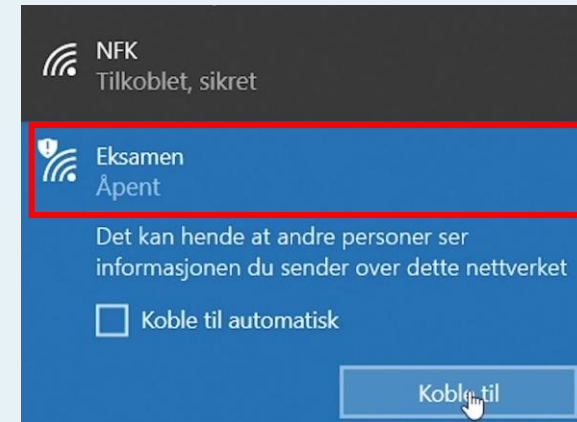 NFK
Tilkoblet, sikret
Eksamen
Åpent
Det kan hende at andre personer ser
informasjonen du sender over dette nettverket
Koble til automatisk
Koble til